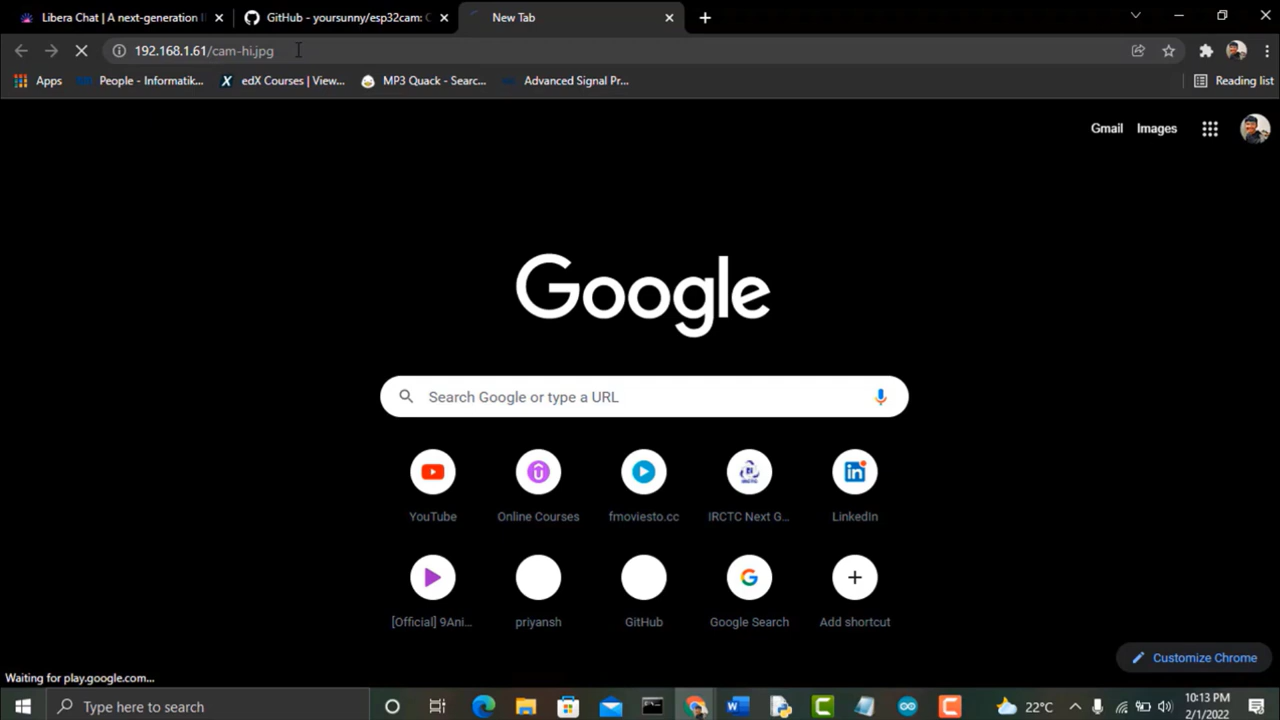 Libera Chat | A next-generation I
GitHub - yoursunny/esp32cam: O
New Tab
192.168.1.61/cam-hi.jpg
Apps
People - Informatik...
edX Courses | View...
MP3 Quack - Searc...
Advanced Signal Pr...
Reading list
Gmail
Images
Google
Search Google or type a URL
YouTube
Online Courses
fmoviesto.cc
IRCTC Next G...
LinkedIn
[Official] 9Ani...
priyansh
GitHub
Google Search
Add shortcut
Customize Chrome
Waiting for play.google.com...
Type here to search
22°C
10:13 PM
2/1/2022